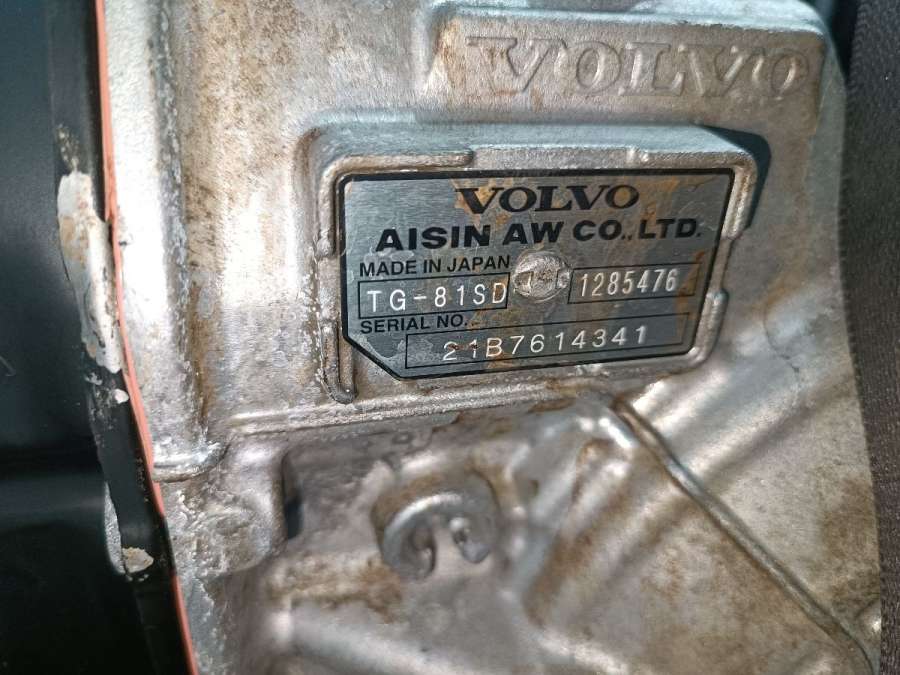 VOLVO
VOLVO
AISIN AW CO.,LTD.
MADE IN JAPAN
TG-81SD 1285476
SERIAL NO.
21B7614341